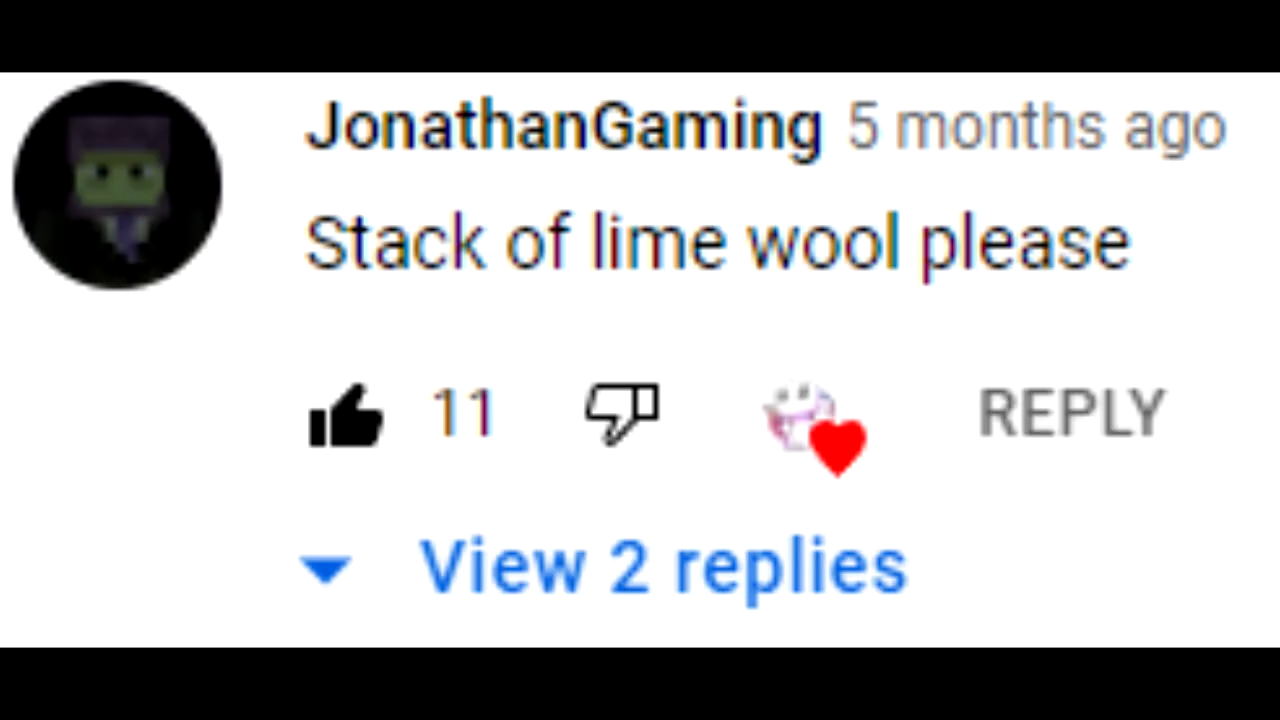 JonathanGaming 5 months ago
Stack of lime wool please
11 REPLY
View 2 replies